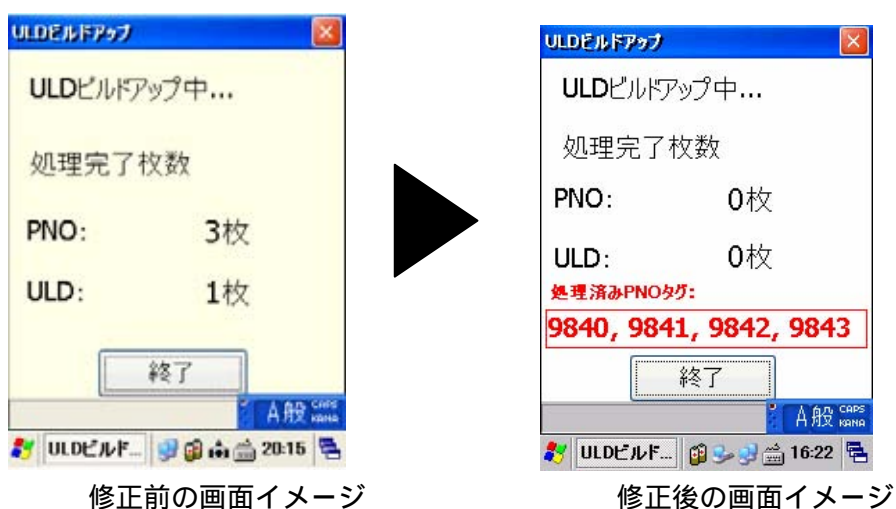 ULDビルドアップ
ULDビルドアップ中...
処理完了枚数
PNO: 3枚
ULD: 1枚
終了
A般 CAPS KANA
ULDビルド... 20:15
修正前の画面イメージ
ULDビルドアップ
ULDビルドアップ中...
処理完了枚数
PNO: 0枚
ULD: 0枚
処理済みPNOタグ:
9840, 9841, 9842, 9843
終了
A般 CAPS KANA
ULDビルド... 16:22
修正後の画面イメージ